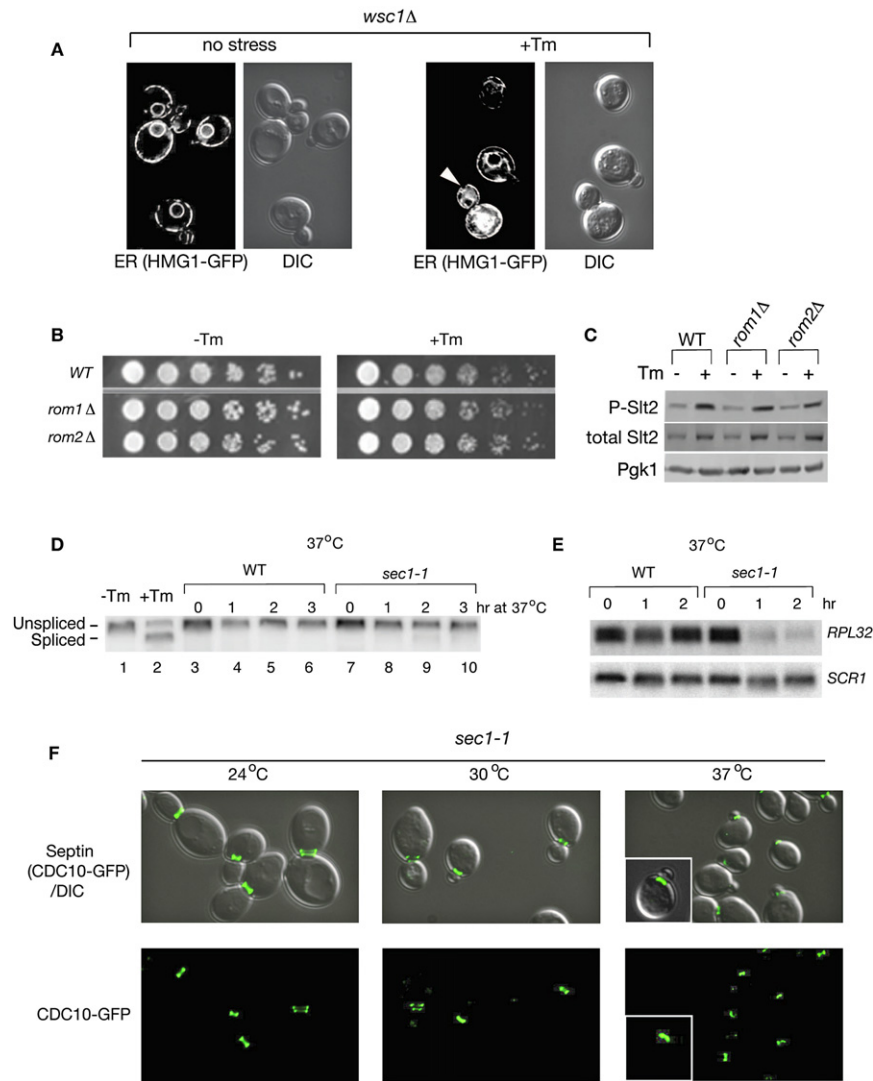 wsc1Δ
A
no stress
+Tm
ER (HMG1-GFP)
DIC
ER (HMG1-GFP)
DIC
B
-Tm
+Tm
WT
rom1Δ
rom2Δ
C
WT
rom1Δ
rom2Δ
Tm - + - + - +
P-Slt2
total Slt2
Pgk1
D
37°C
WT
sec1-1
-Tm +Tm 0 1 2 3 0 1 2 3 hr at 37°C
Unspliced
Spliced
1 2 3 4 5 6 7 8 9 10
E
37°C
WT
sec1-1
0 1 2 0 1 2 hr
RPL32
SCR1
sec1-1
F
24°C
30°C
37°C
Septin
(CDC10-GFP)
/DIC
CDC10-GFP